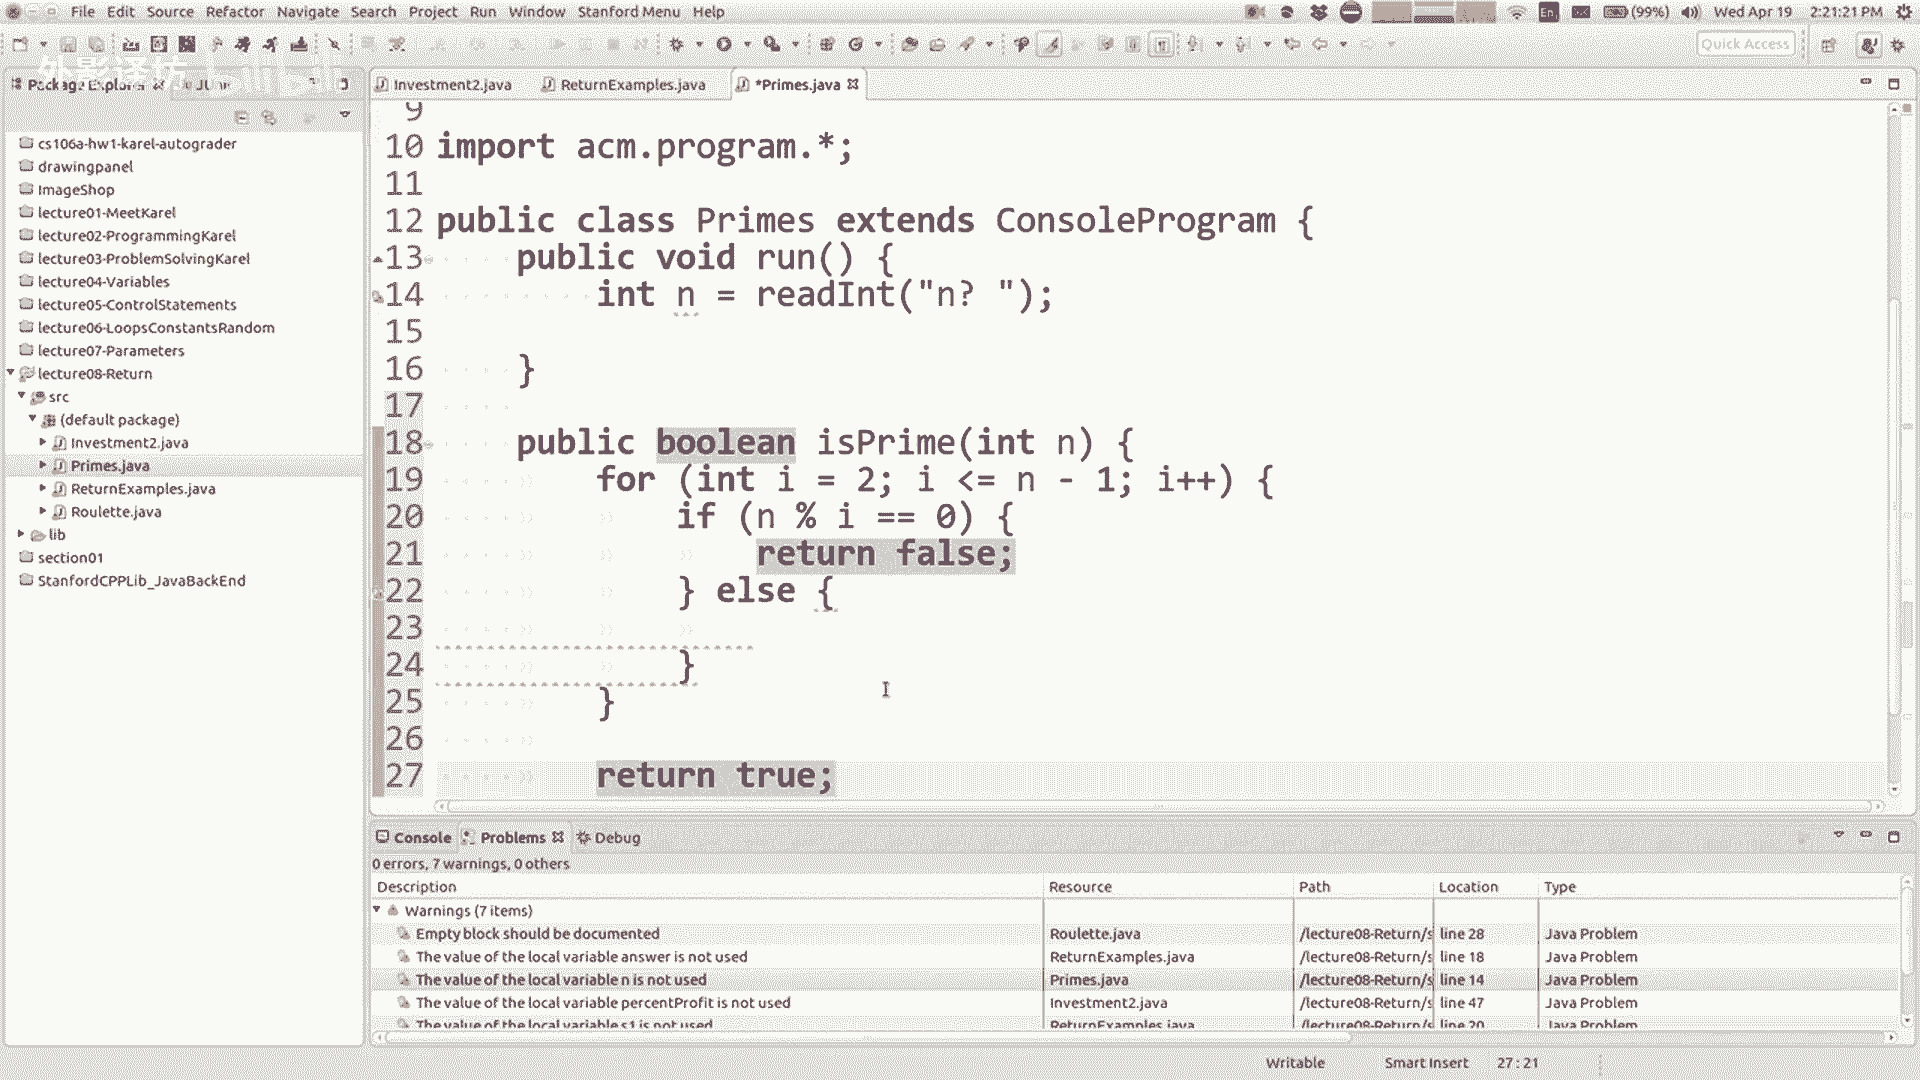 File Edit Source Refactor Navigate Search Project Run Window Stanford Menu Help
En (99%) Wed Apr 19 2:21:21 PM
Quick Access
外影译坊 bilibili
Package Explorer JUnit
Investment2.java ReturnExamples.java *Primes.java
cs106a-hw1-karel-autograder
drawingpanel
ImageShop
lecture01-MeetKarel
lecture02-ProgrammingKarel
lecture03-ProblemSolvingKarel
lecture04-Variables
lecture05-ControlStatements
lecture06-LoopsConstantsRandom
lecture07-Parameters
lecture08-Return
src
(default package)
Investment2.java
Primes.java
ReturnExamples.java
Roulette.java
lib
section01
StanfordCPPLib_JavaBackEnd
9
10 import acm.program.*;
11
12 public class Primes extends ConsoleProgram {
13 public void run() {
14 int n = readInt("n? ");
15
16 }
17
18 public boolean isPrime(int n) {
19 for (int i = 2; i <= n - 1; i++) {
20 if (n % i == 0) {
21 return false;
22 } else {
23
24 }
25 }
26
27 return true;
Console Problems Debug
0 errors, 7 warnings, 0 others
Description Resource Path Location Type
Warnings (7 items)
Empty block should be documented Roulette.java /lecture08-Return/s line 28 Java Problem
The value of the local variable answer is not used ReturnExamples.java /lecture08-Return/s line 18 Java Problem
The value of the local variable n is not used Primes.java /lecture08-Return/s line 14 Java Problem
The value of the local variable percentProfit is not used Investment2.java /lecture08-Return/s line 47 Java Problem
The value of the local variable s1 is not used ReturnExamples.java /lecture08-Return/s line 20 Java Problem
Writable Smart Insert 27 : 21